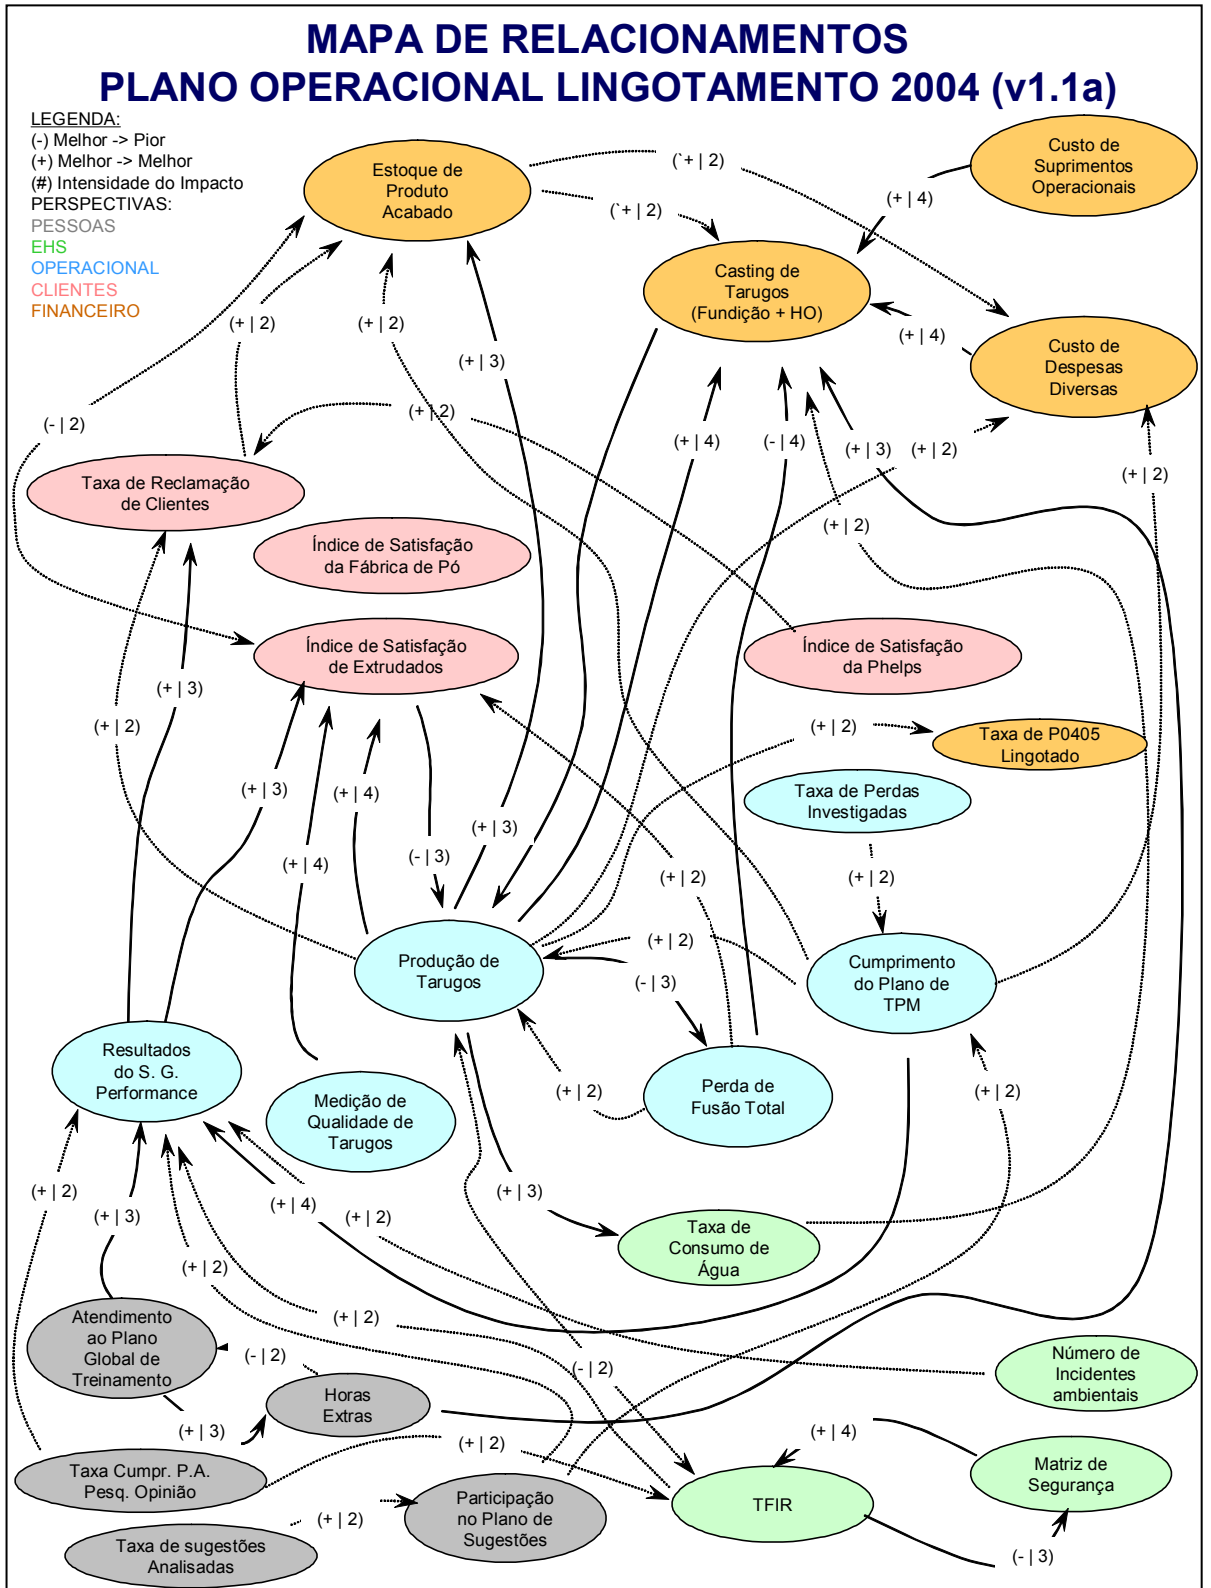 MAPA DE RELACIONAMENTOS
PLANO OPERACIONAL LINGOTAMENTO 2004 (v1.1a)
LEGENDA:
(-) Melhor -> Pior
(+) Melhor -> Melhor
(#) Intensidade do Impacto
PERSPECTIVAS:
PESSOAS
EHS
OPERACIONAL
CLIENTES
FINANCEIRO
Estoque de
Produto
Acabado
(`+ | 2)
Custo de
Suprimentos
Operacionais
(+ | 4)
(`+ | 2)
Casting de
Tarugos
(Fundição + HO)
(+ | 2)
(+ | 2)
(+ | 3)
(+ | 4)
Custo de
Despesas
Diversas
(- | 2)
(+ | 2)
(+ | 4)
(- | 4)
(+ | 3)
(+ | 2)
(+ | 2)
Taxa de Reclamação
de Clientes
(+ | 2)
Índice de Satisfação
da Fábrica de Pó
Índice de Satisfação
de Extrudados
Índice de Satisfação
da Phelps
(+ | 3)
(+ | 2)
(+ | 2)
Taxa de P0405
Lingotado
(+ | 3)
(+ | 4)
Taxa de Perdas
Investigadas
(+ | 3)
(+ | 4)
(- | 3)
(+ | 2)
(+ | 2)
Produção de
Tarugos
(+ | 2)
(- | 3)
Cumprimento
do Plano de
TPM
Resultados
do S. G.
Performance
Medição de
Qualidade de
Tarugos
(+ | 2)
Perda de
Fusão Total
(+ | 2)
(+ | 2)
(+ | 3)
(+ | 4)
(+ | 2)
(+ | 3)
Taxa de
Consumo de
Água
(+ | 2)
(+ | 2)
Atendimento
ao Plano
Global de
Treinamento
(- | 2)
(- | 2)
Número de
Incidentes
ambientais
Horas
Extras
(+ | 3)
(+ | 2)
(+ | 4)
Taxa Cumpr. P.A.
Pesq. Opinião
Matriz de
Segurança
Participação
no Plano de
Sugestões
TFIR
(+ | 2)
Taxa de sugestões
Analisadas
(- | 3)